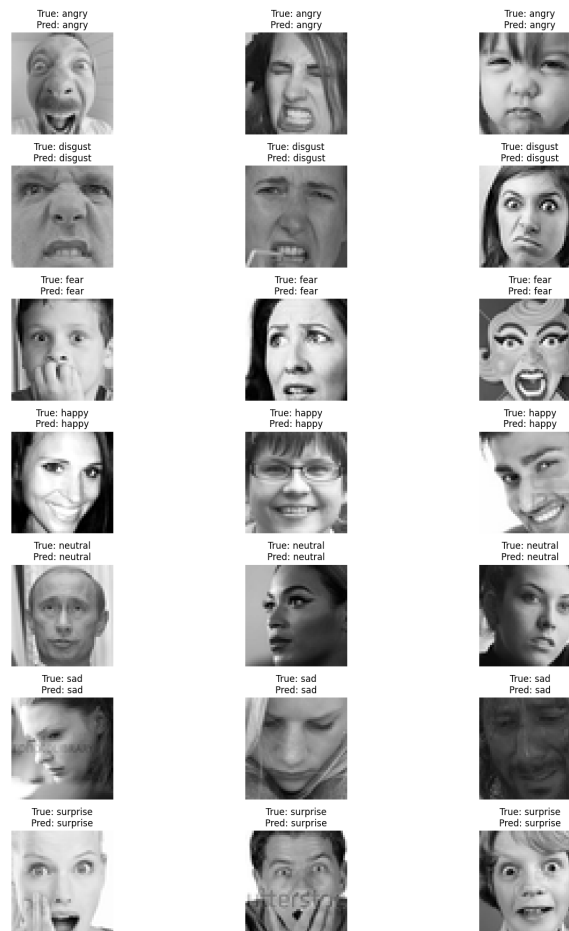 True: angry True: angry True: angry
Pred: angry Pred: angry Pred: angry
True: disgust True: disgust True: disgust
Pred: disgust Pred: disgust Pred: disgust
True: fear True: fear True: fear
Pred: fear Pred: fear Pred: fear
True: happy True: happy True: happy
Pred: happy Pred: happy Pred: happy
True: neutral True: neutral True: neutral
Pred: neutral Pred: neutral Pred: neutral
True: sad True: sad True: sad
Pred: sad Pred: sad Pred: sad
True: surprise True: surprise True: surprise
Pred: surprise Pred: surprise Pred: surprise